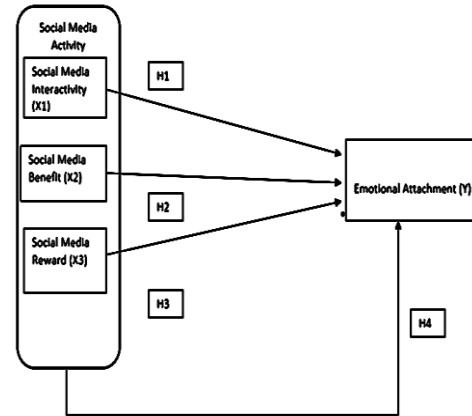 Social Media
Activity
Social Media
Interactivity
(X1)
H1
Social Media
Benefit (X2)
Emotional Attachment (Y)
H2
Social Media
Reward (X3)
H3
H4